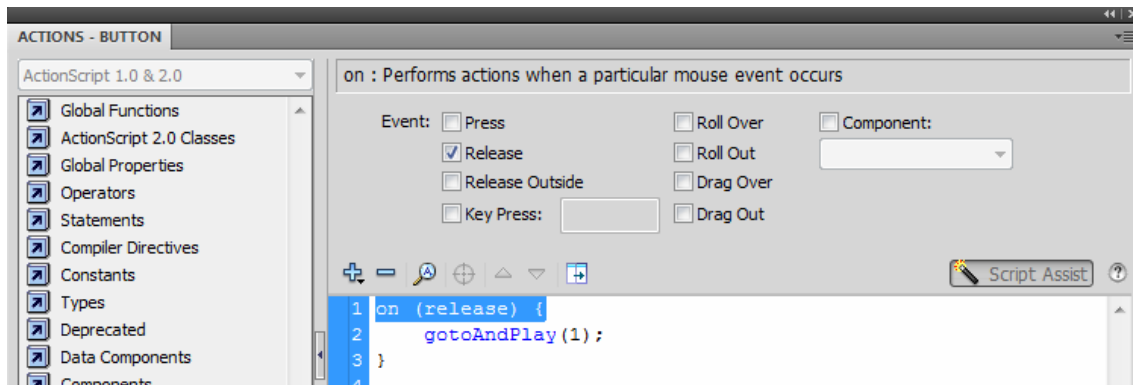 ACTIONS - BUTTON
ActionScript 1.0 & 2.0
Global Functions
ActionScript 2.0 Classes
Global Properties
Operators
Statements
Compiler Directives
Constants
Types
Deprecated
Data Components
Components
on : Performs actions when a particular mouse event occurs
Event: Press Roll Over Component:
Release Roll Out
Release Outside Drag Over
Key Press: Drag Out
Script Assist ?
1 on (release) {
2 gotoAndPlay(1);
3 }
4